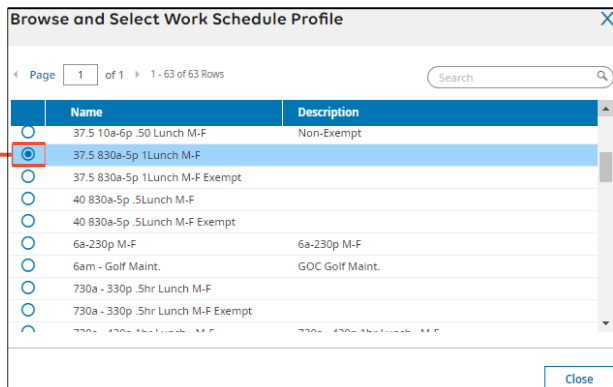 Browse and Select Work Schedule Profile X
Page 1 of 1 1 - 63 of 63 Rows Search
Name Description
37.5 10a-6p .50 Lunch M-F Non-Exempt
37.5 830a-5p 1Lunch M-F
37.5 830a-5p 1Lunch M-F Exempt
40 830a-5p .5Lunch M-F
40 830a-5p .5Lunch M-F Exempt
6a-230p M-F 6a-230p M-F
6am - Golf Maint. GOC Golf Maint.
730a - 330p .5hr Lunch M-F
730a - 330p .5hr Lunch M-F Exempt
Close